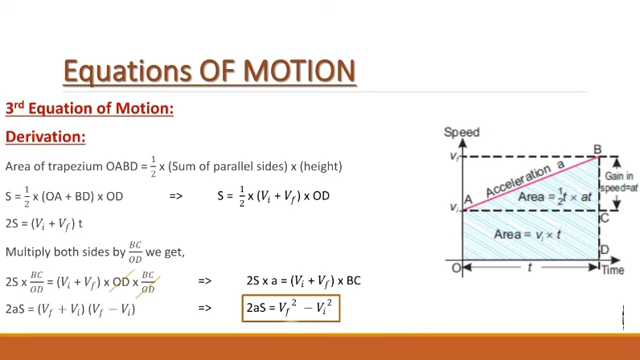 Equations OF MOTION
3rd Equation of Motion:
Derivation:
Area of trapezium OABD = 1/2 x (Sum of parallel sides) x (height)
S = 1/2 x (OA + BD) x OD => S = 1/2 x (Vi + Vf) x OD
2S = (Vi + Vf) t
Multiply both sides by BC/OD we get,
2S x BC/OD = (Vi + Vf) x OD x BC/OD => 2S x a = (Vi + Vf) x BC
2aS = (Vf + Vi) (Vf − Vi) => 2aS = Vf² − Vi²
Speed
vf
B
Acceleration a
Gain in
speed=at
Area = 1/2 t × at
A
vi
C
Area = vi × t
D
O
t
Time